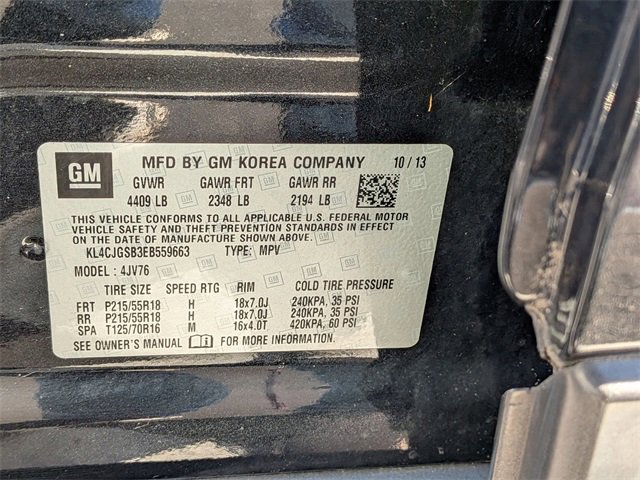 GM MFD BY GM KOREA COMPANY 10 / 13
GVWR GAWR FRT GAWR RR
4409 LB 2348 LB 2194 LB
THIS VEHICLE CONFORMS TO ALL APPLICABLE U.S. FEDERAL MOTOR
VEHICLE SAFETY AND THEFT PREVENTION STANDARDS IN EFFECT
ON THE DATE OF MANUFACTURE SHOWN ABOVE.
KL4CJGSB3EB559663 TYPE: MPV
MODEL : 4JV76
TIRE SIZE SPEED RTG RIM COLD TIRE PRESSURE
FRT P215/55R18 H 18x7.0J 240KPA, 35 PSI
RR P215/55R18 H 18x7.0J 240KPA, 35 PSI
SPA T125/70R16 M 16x4.0T 420KPA, 60 PSI
SEE OWNER'S MANUAL FOR MORE INFORMATION.